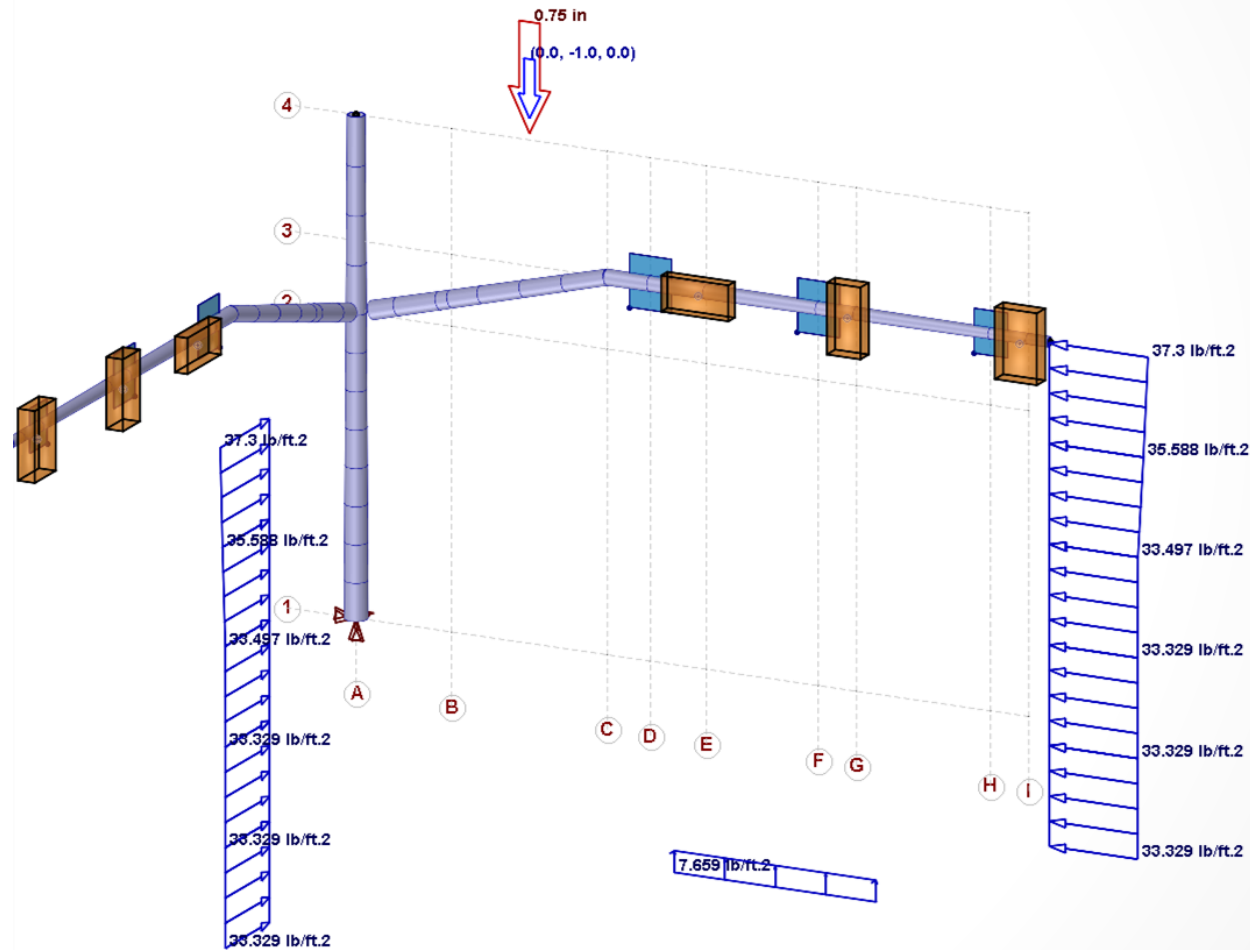 0.75 in
(0.0, -1.0, 0.0)
4
3
2
1
A
B
C
D
E
F
G
H
I
37.3 lb/ft.2
35.588 lb/ft.2
33.497 lb/ft.2
33.329 lb/ft.2
33.329 lb/ft.2
33.329 lb/ft.2
37.3 lb/ft.2
35.588 lb/ft.2
33.497 lb/ft.2
33.329 lb/ft.2
33.329 lb/ft.2
33.329 lb/ft.2
7.659 lb/ft.2